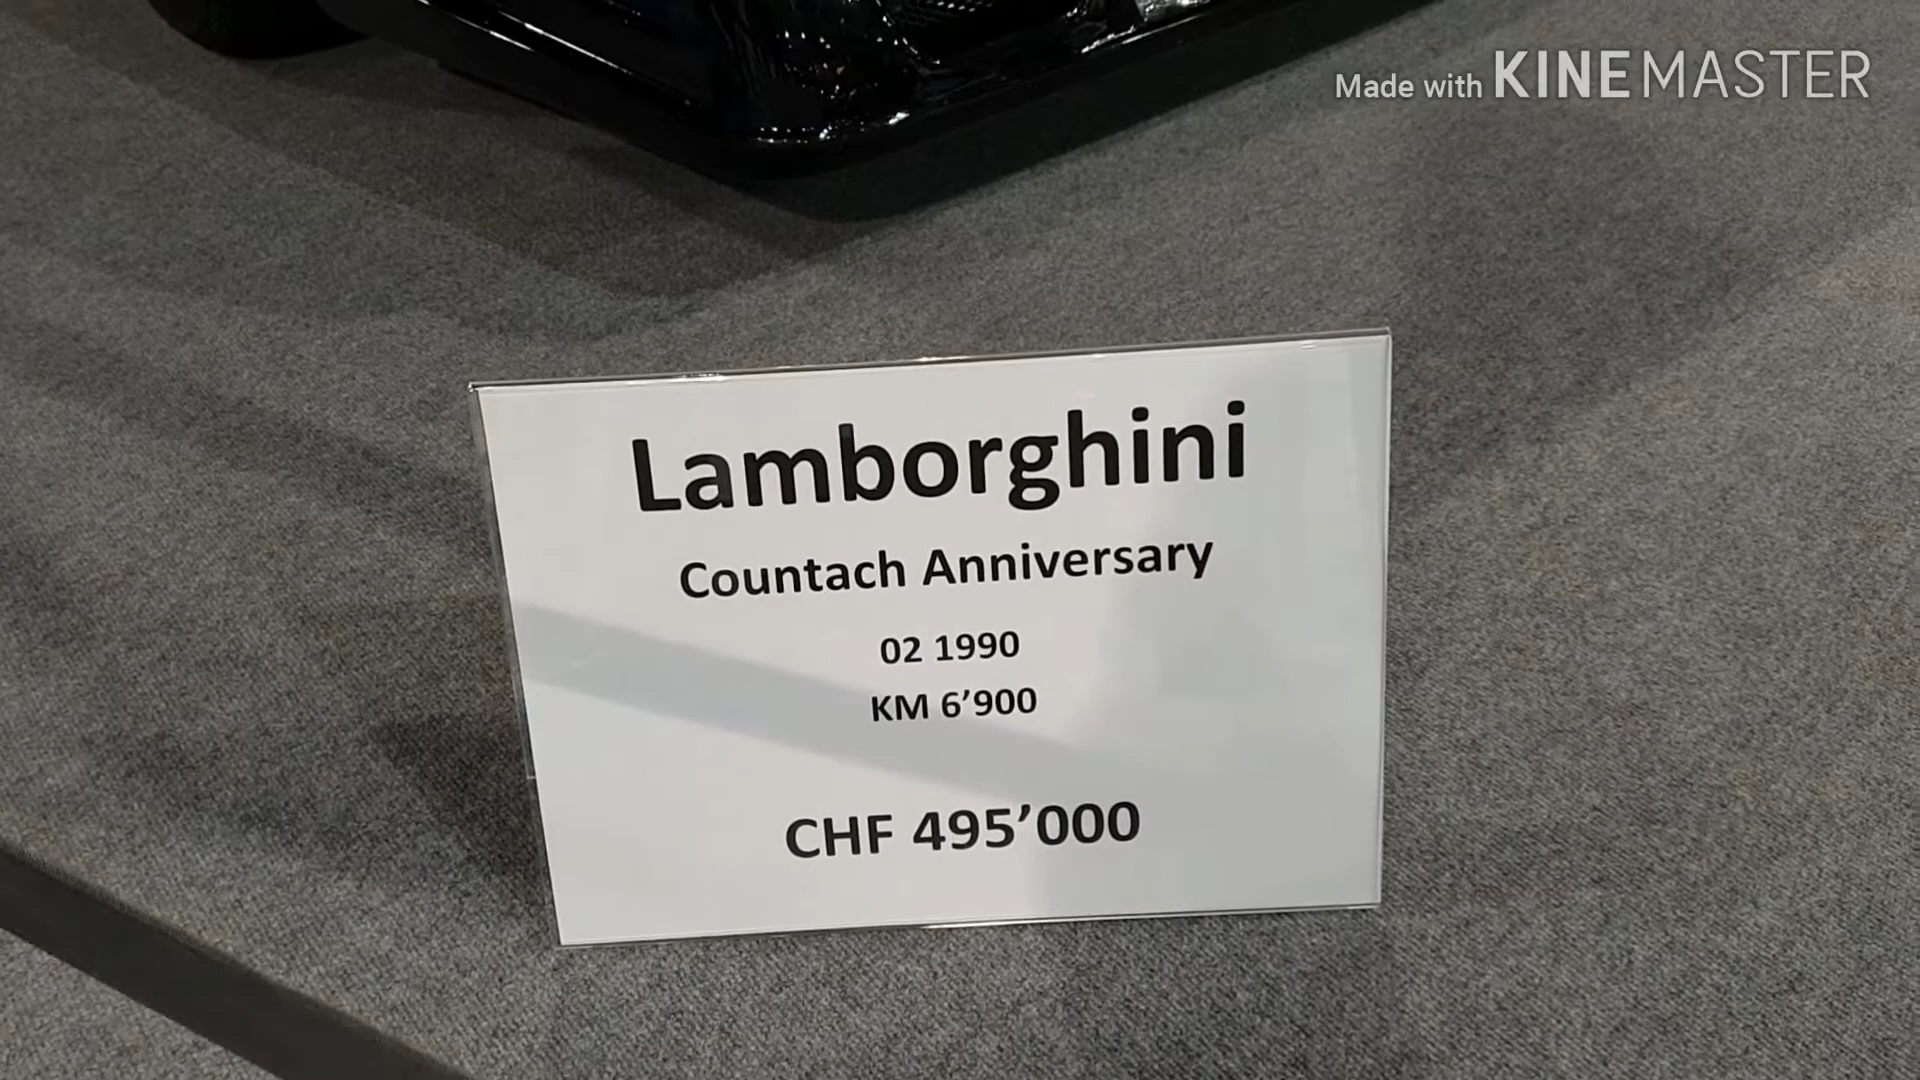 Made with KINEMASTER
Lamborghini
Countach Anniversary
02 1990
KM 6’900
CHF 495’000